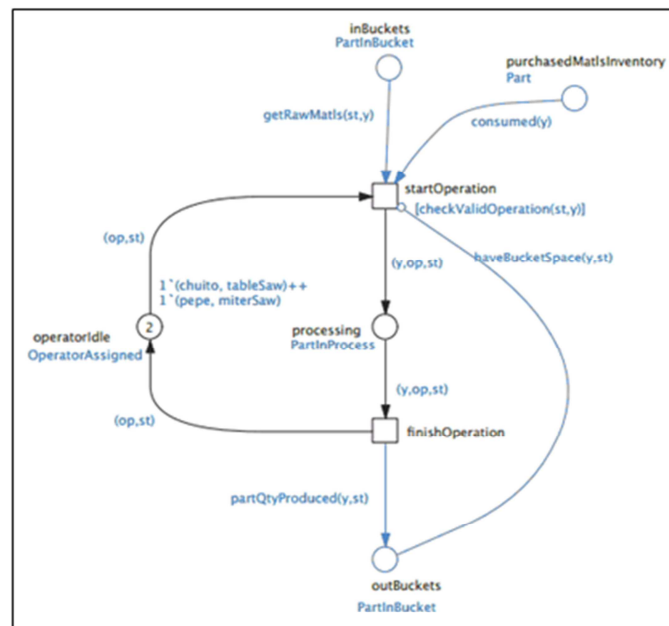 inBuckets
PartInBucket
purchasedMatlsInventory
Part
getRawMatls(st,y)
consumed(y)
startOperation
[checkValidOperation(st,y)]
(op,st)
(y,op,st)
haveBucketSpace(y,st)
1`(chuito, tableSaw)++
1`(pepe, miterSaw)
2
operatorIdle
OperatorAssigned
processing
PartInProcess
(y,op,st)
(op,st)
finishOperation
partQtyProduced(y,st)
outBuckets
PartInBucket